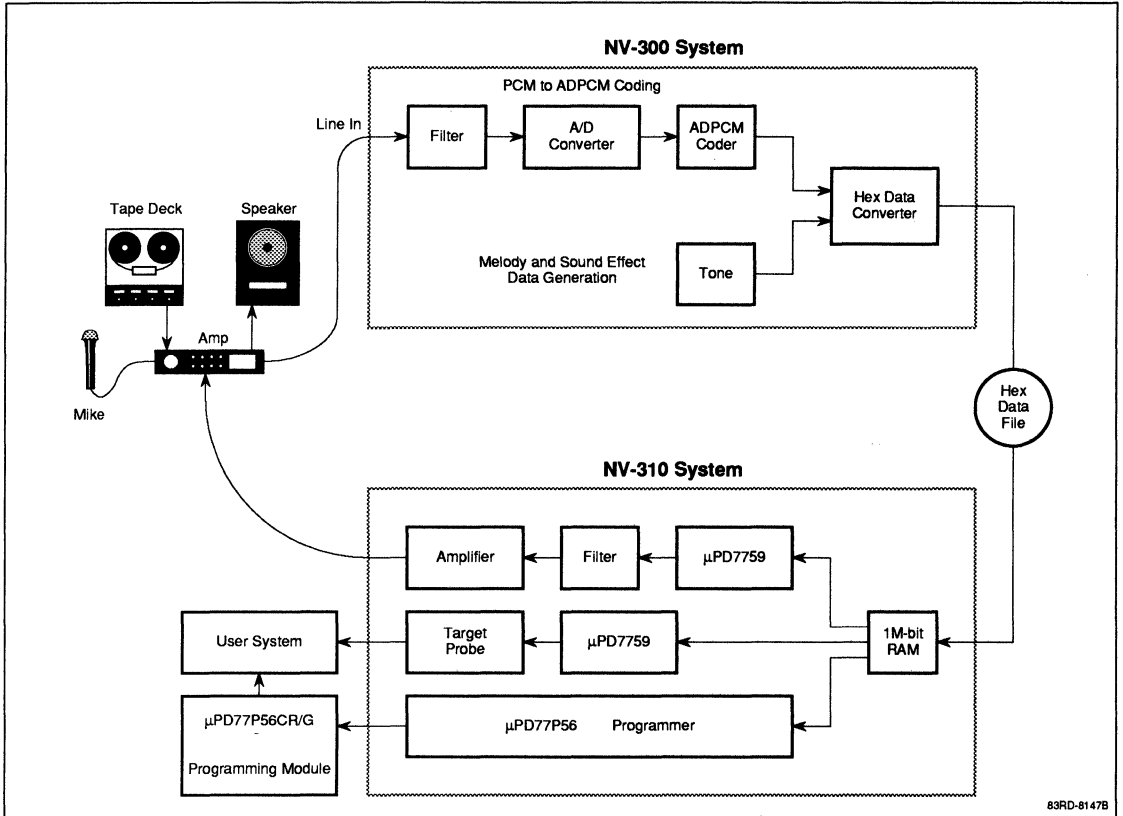 NV-300 System
PCM to ADPCM Coding
Line In
Filter
A/D
Converter
ADPCM
Coder
Hex Data
Converter
Tape Deck
Speaker
Melody and Sound Effect
Data Generation
Tone
Amp
Mike
Hex
Data
File
NV-310 System
Amplifier
Filter
μPD7759
User System
Target
Probe
μPD7759
1M-bit
RAM
μPD77P56CR/G
Programming Module
μPD77P56 Programmer
83RD-8147B